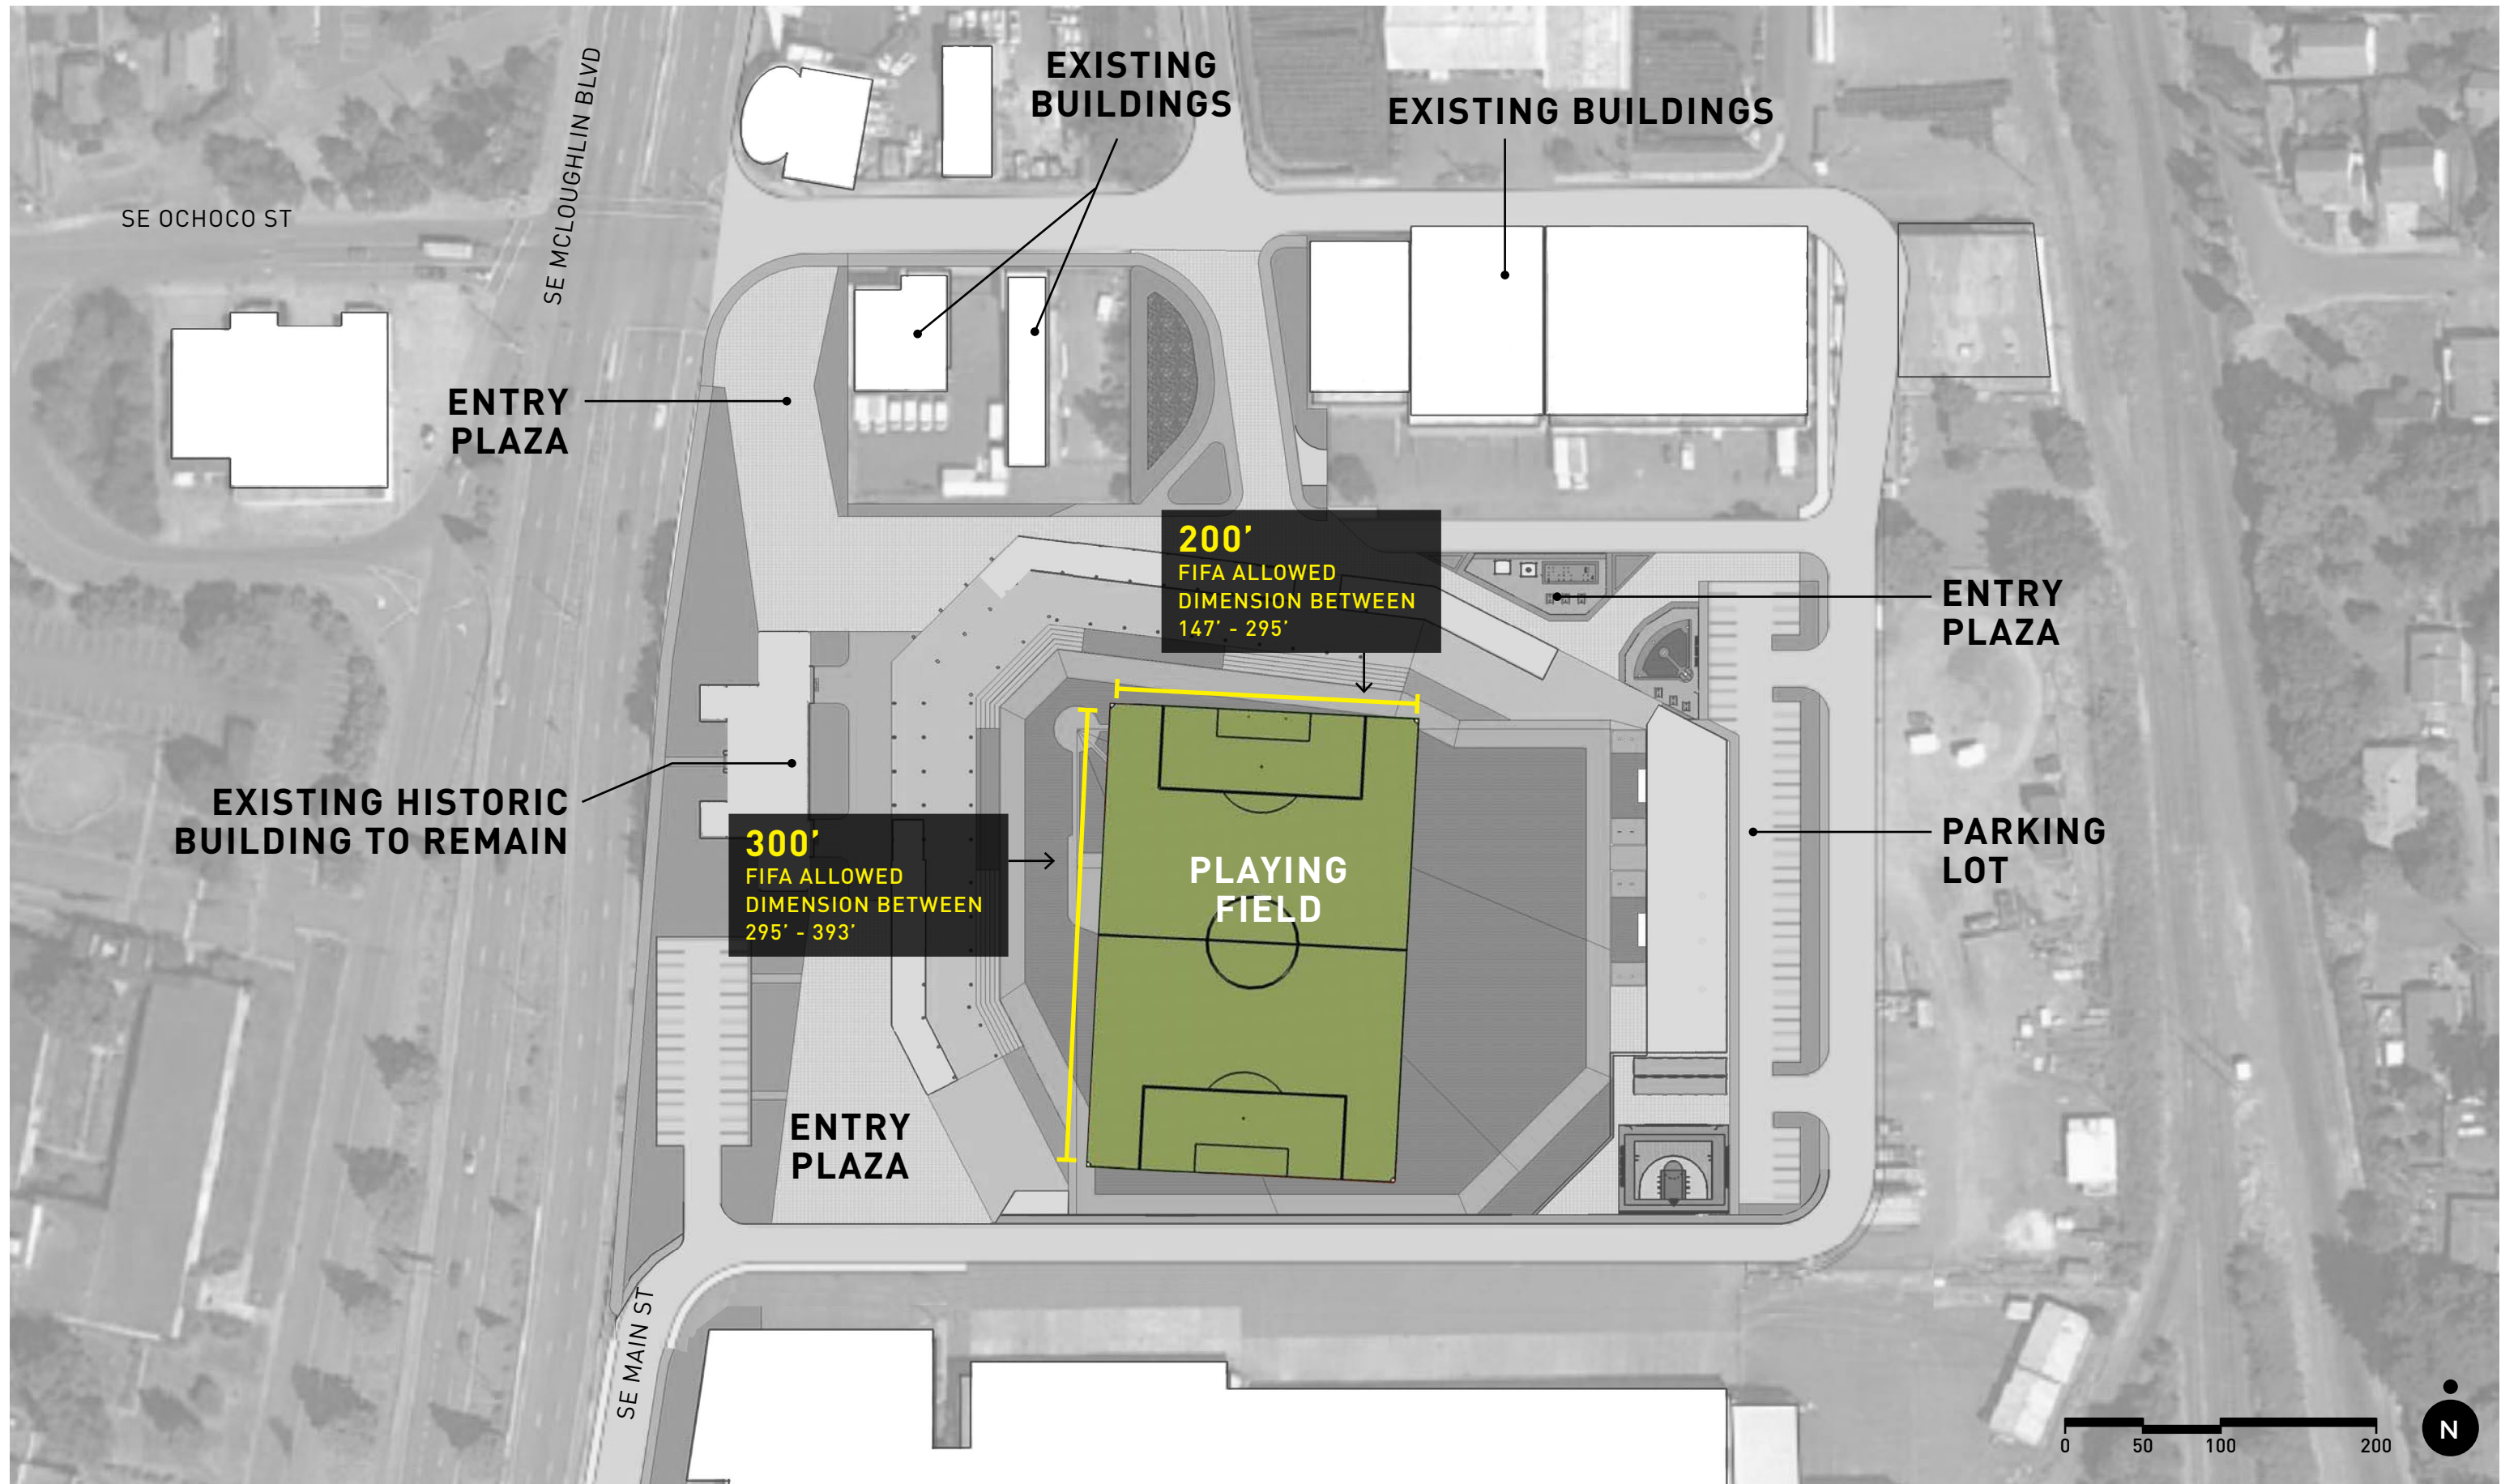 EXISTING
BUILDINGS
EXISTING BUILDINGS
SE MCLOUGHLIN BLVD
SE OCHOCO ST
ENTRY
PLAZA
200’
FIFA ALLOWED
DIMENSION BETWEEN
147’ - 295’
ENTRY
PLAZA
EXISTING HISTORIC
BUILDING TO REMAIN
300’
FIFA ALLOWED
DIMENSION BETWEEN
295’ - 393’
PLAYING
FIELD
PARKING
LOT
ENTRY
PLAZA
SE MAIN ST
0 50 100 200
N